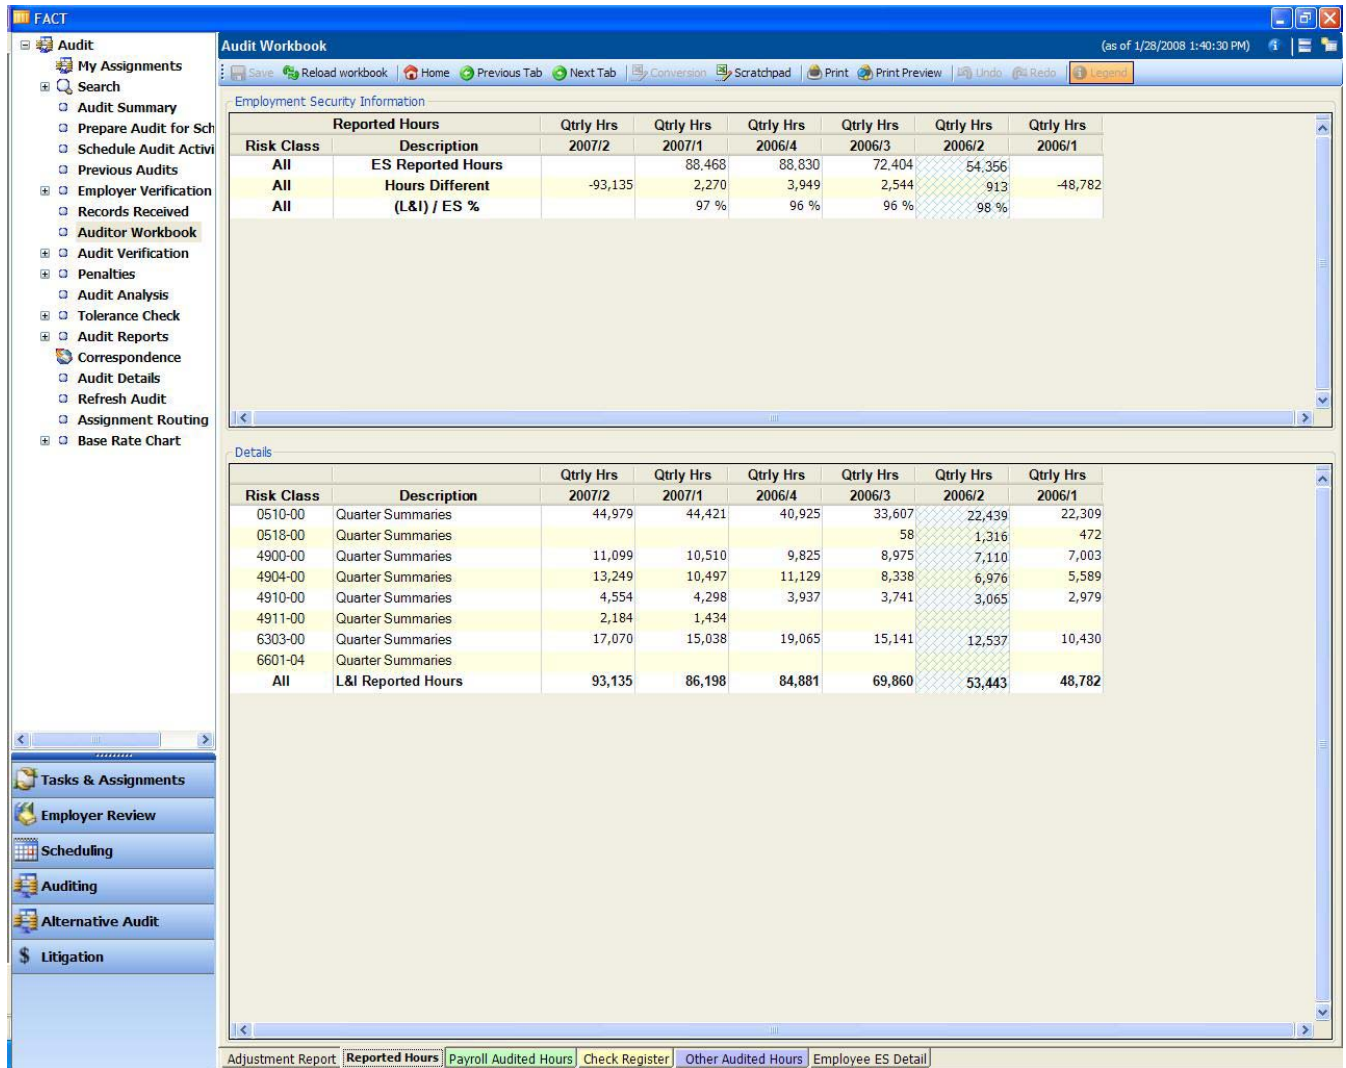 FACT
Audit
My Assignments
Search
Audit Summary
Prepare Audit for Sch
Schedule Audit Activi
Previous Audits
Employer Verification
Records Received
Auditor Workbook
Audit Verification
Penalties
Audit Analysis
Tolerance Check
Audit Reports
Correspondence
Audit Details
Refresh Audit
Assignment Routing
Base Rate Chart
Tasks & Assignments
Employer Review
Scheduling
Auditing
Alternative Audit
$ Litigation
Audit Workbook (as of 1/28/2008 1:40:30 PM)
Save Reload workbook Home Previous Tab Next Tab Conversion Scratchpad Print Print Preview Undo Redo Legend
Employment Security Information
Reported Hours Qtrly Hrs Qtrly Hrs Qtrly Hrs Qtrly Hrs Qtrly Hrs Qtrly Hrs
Risk Class Description 2007/2 2007/1 2006/4 2006/3 2006/2 2006/1
All ES Reported Hours 88,468 88,830 72,404 54,356
All Hours Different -93,135 2,270 3,949 2,544 913 -48,782
All (L&I) / ES % 97 % 96 % 96 % 98 %
Details
Qtrly Hrs Qtrly Hrs Qtrly Hrs Qtrly Hrs Qtrly Hrs Qtrly Hrs
Risk Class Description 2007/2 2007/1 2006/4 2006/3 2006/2 2006/1
0510-00 Quarter Summaries 44,979 44,421 40,925 33,607 22,439 22,309
0518-00 Quarter Summaries 58 1,316 472
4900-00 Quarter Summaries 11,099 10,510 9,825 8,975 7,110 7,003
4904-00 Quarter Summaries 13,249 10,497 11,129 8,338 6,976 5,589
4910-00 Quarter Summaries 4,554 4,298 3,937 3,741 3,065 2,979
4911-00 Quarter Summaries 2,184 1,434
6303-00 Quarter Summaries 17,070 15,038 19,065 15,141 12,537 10,430
6601-04 Quarter Summaries
All L&I Reported Hours 93,135 86,198 84,881 69,860 53,443 48,782
Adjustment Report Reported Hours Payroll Audited Hours Check Register Other Audited Hours Employee ES Detail